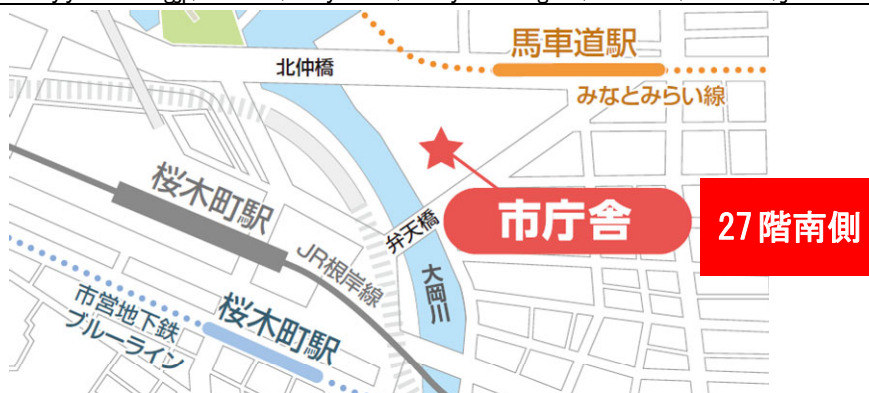 馬車道駅
北仲橋
みなとみらい線
桜木町駅
市庁舎
27階南側
弁天橋
JR根岸線
大岡川
市営地下鉄
ブルーライン
桜木町駅